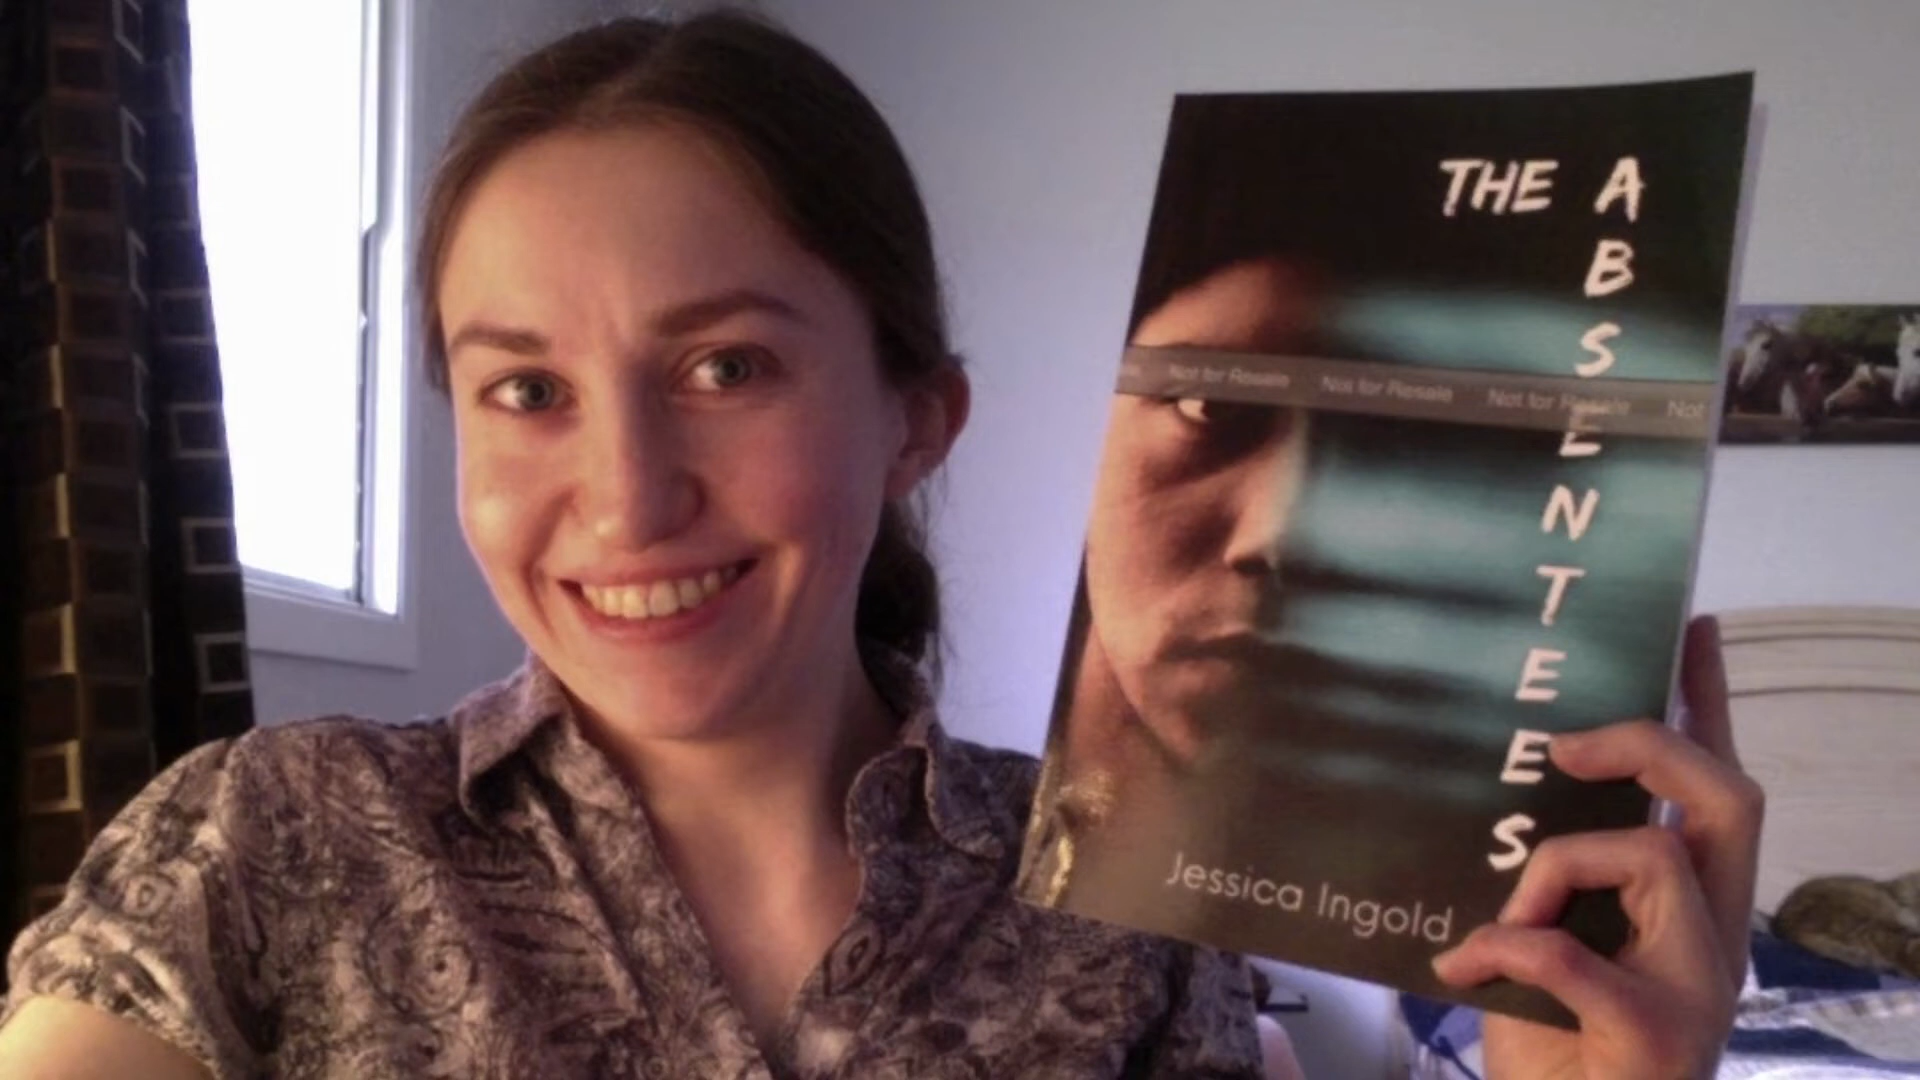 THE ABSENTEES
Not for Resale Not for Resale Not for Resale Not
Jessica Ingold